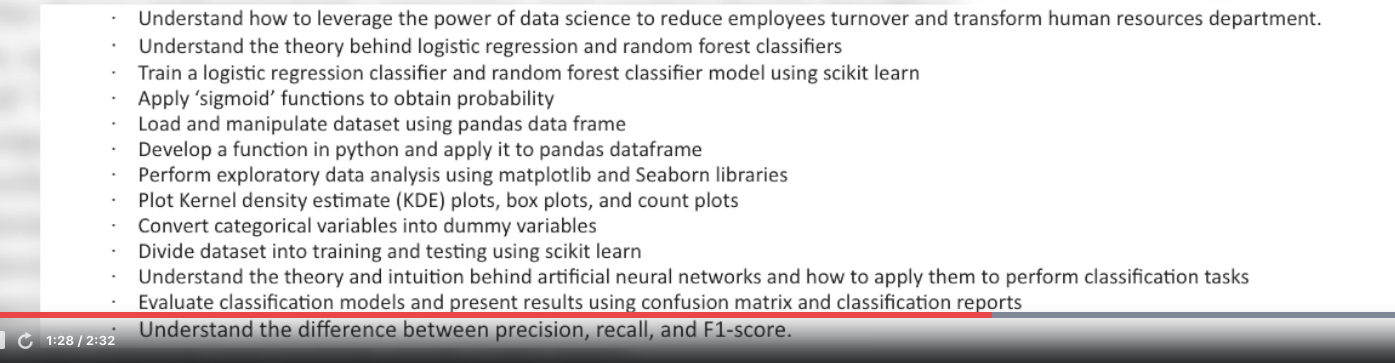 · Understand how to leverage the power of data science to reduce employees turnover and transform human resources department.
· Understand the theory behind logistic regression and random forest classifiers
· Train a logistic regression classifier and random forest classifier model using scikit learn
· Apply ‘sigmoid’ functions to obtain probability
· Load and manipulate dataset using pandas data frame
· Develop a function in python and apply it to pandas dataframe
· Perform exploratory data analysis using matplotlib and Seaborn libraries
· Plot Kernel density estimate (KDE) plots, box plots, and count plots
· Convert categorical variables into dummy variables
· Divide dataset into training and testing using scikit learn
· Understand the theory and intuition behind artificial neural networks and how to apply them to perform classification tasks
· Evaluate classification models and present results using confusion matrix and classification reports
· Understand the difference between precision, recall, and F1-score.
1:28 / 2:32